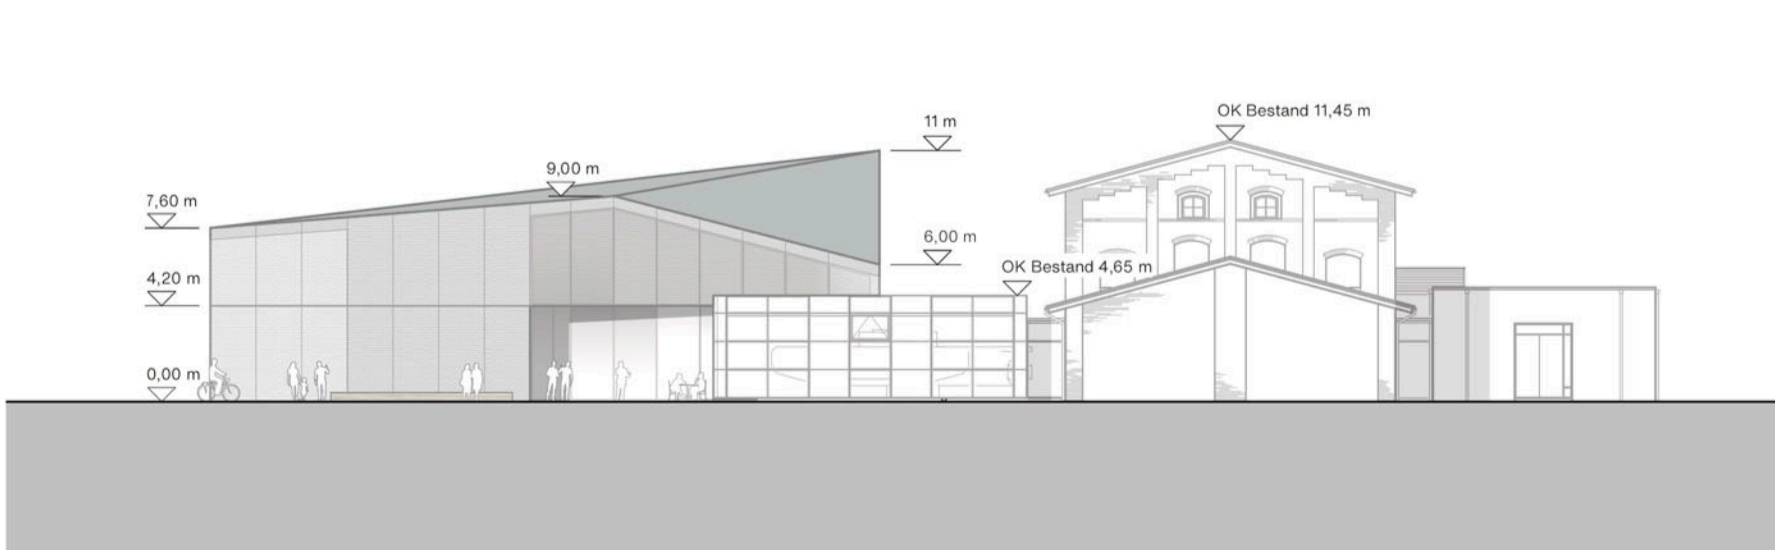 OK Bestand 11,45 m
11 m
9,00 m
7,60 m
6,00 m
OK Bestand 4,65 m
4,20 m
0,00 m